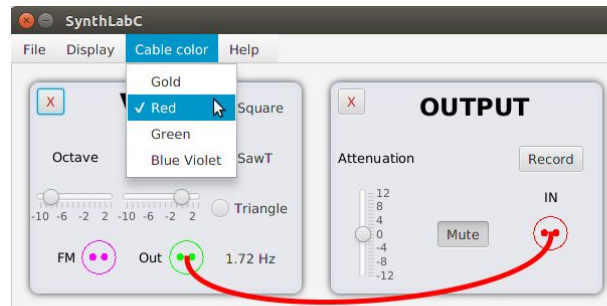 SynthLabC
File Display Cable color Help
Gold
✓ Red
Green
Blue Violet
X
Square
Octave
SawT
-10 -6 -2 2 -10 -6 -2 2
Triangle
FM Out 1.72 Hz
X OUTPUT
Attenuation Record
12
8
4
0
-4
-8
-12
Mute
IN